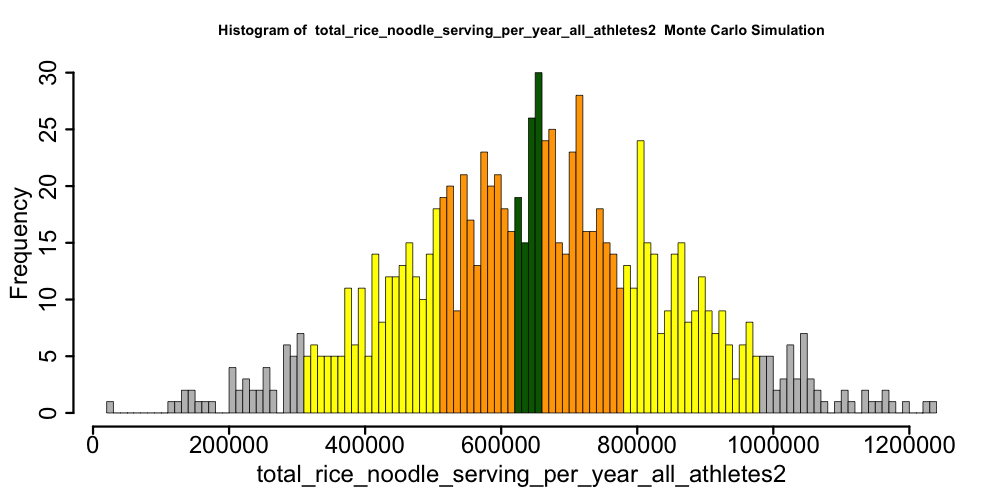 Histogram of  total_rice_noodle_serving_per_year_all_athletes2  Monte Carlo Simulation
Frequency
30
25
20
15
10
5
0
0 200000 400000 600000 800000 1000000 1200000
total_rice_noodle_serving_per_year_all_athletes2